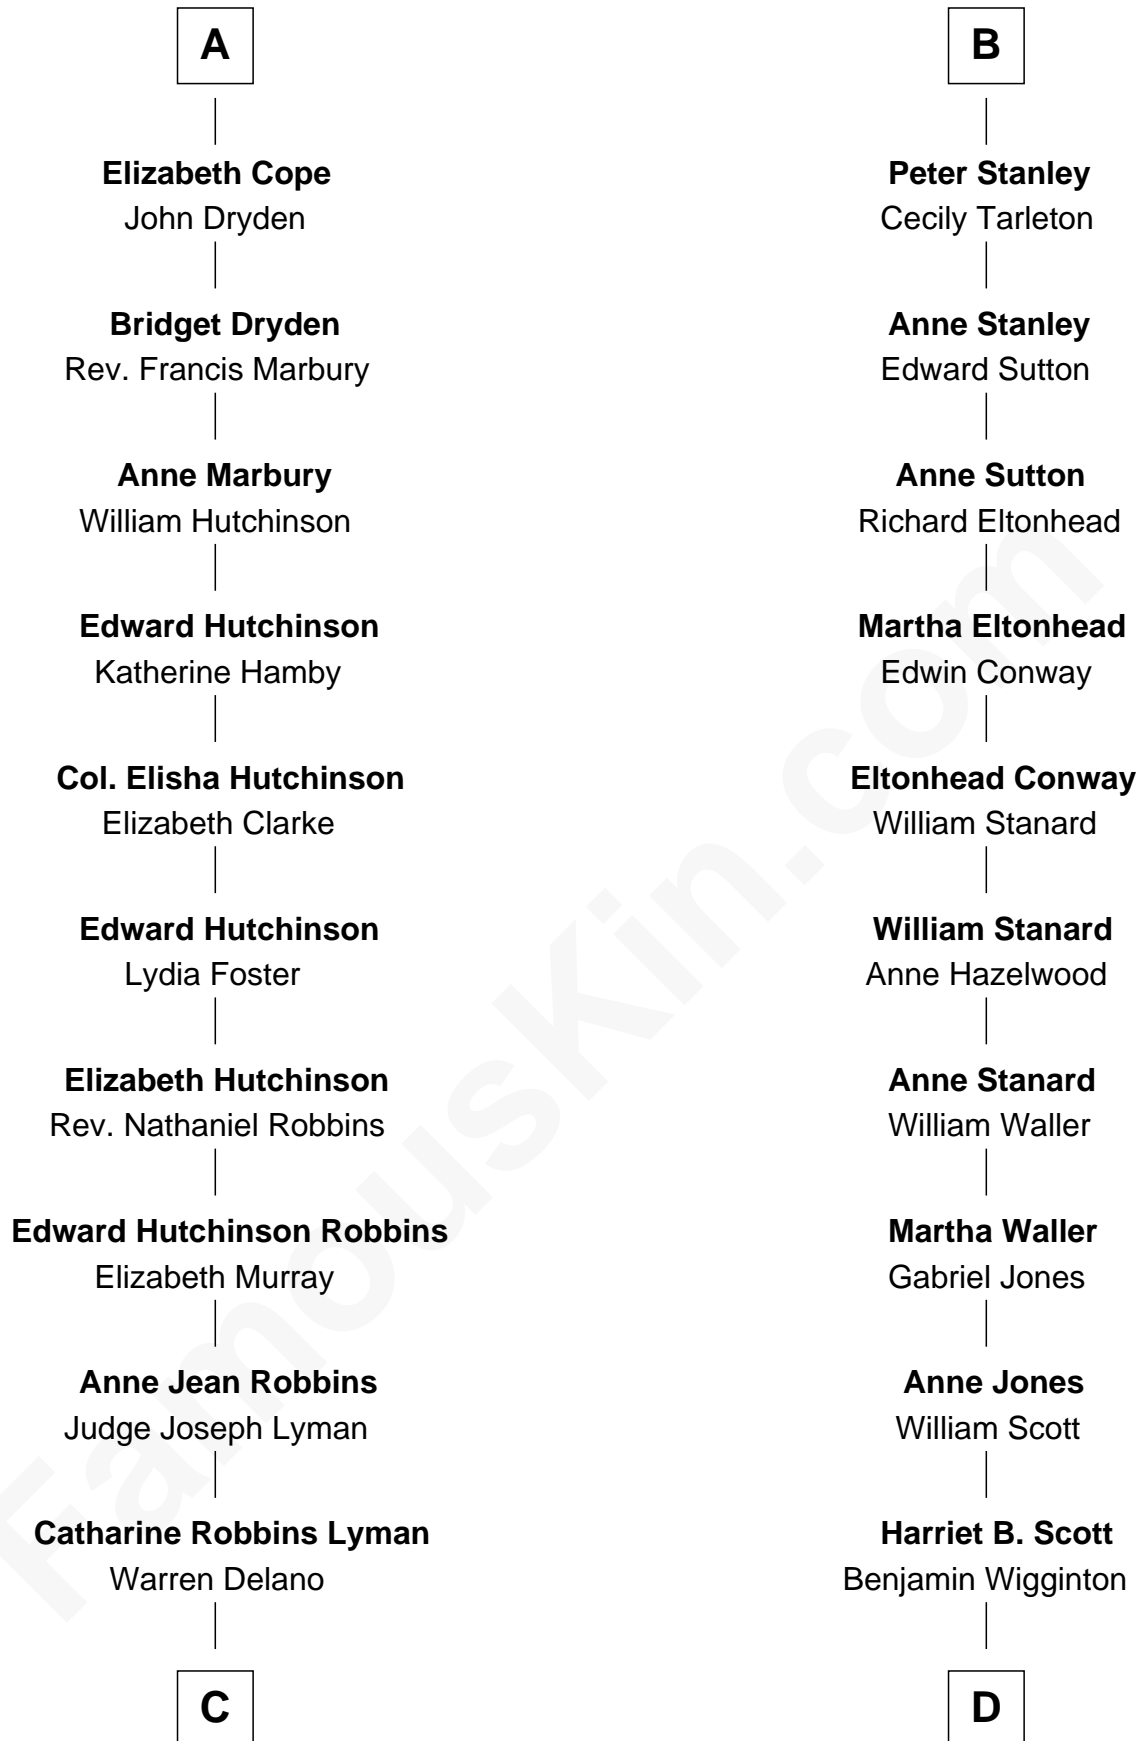 A
Elizabeth Cope
John Dryden
Bridget Dryden
Rev. Francis Marbury
Anne Marbury
William Hutchinson
Edward Hutchinson
Katherine Hamby
Col. Elisha Hutchinson
Elizabeth Clarke
Edward Hutchinson
Lydia Foster
Elizabeth Hutchinson
Rev. Nathaniel Robbins
Edward Hutchinson Robbins
Elizabeth Murray
Anne Jean Robbins
Judge Joseph Lyman
Catharine Robbins Lyman
Warren Delano
C
B
Peter Stanley
Cecily Tarleton
Anne Stanley
Edward Sutton
Anne Sutton
Richard Eltonhead
Martha Eltonhead
Edwin Conway
Eltonhead Conway
William Stanard
William Stanard
Anne Hazelwood
Anne Stanard
William Waller
Martha Waller
Gabriel Jones
Anne Jones
William Scott
Harriet B. Scott
Benjamin Wigginton
D
FamousKin.com